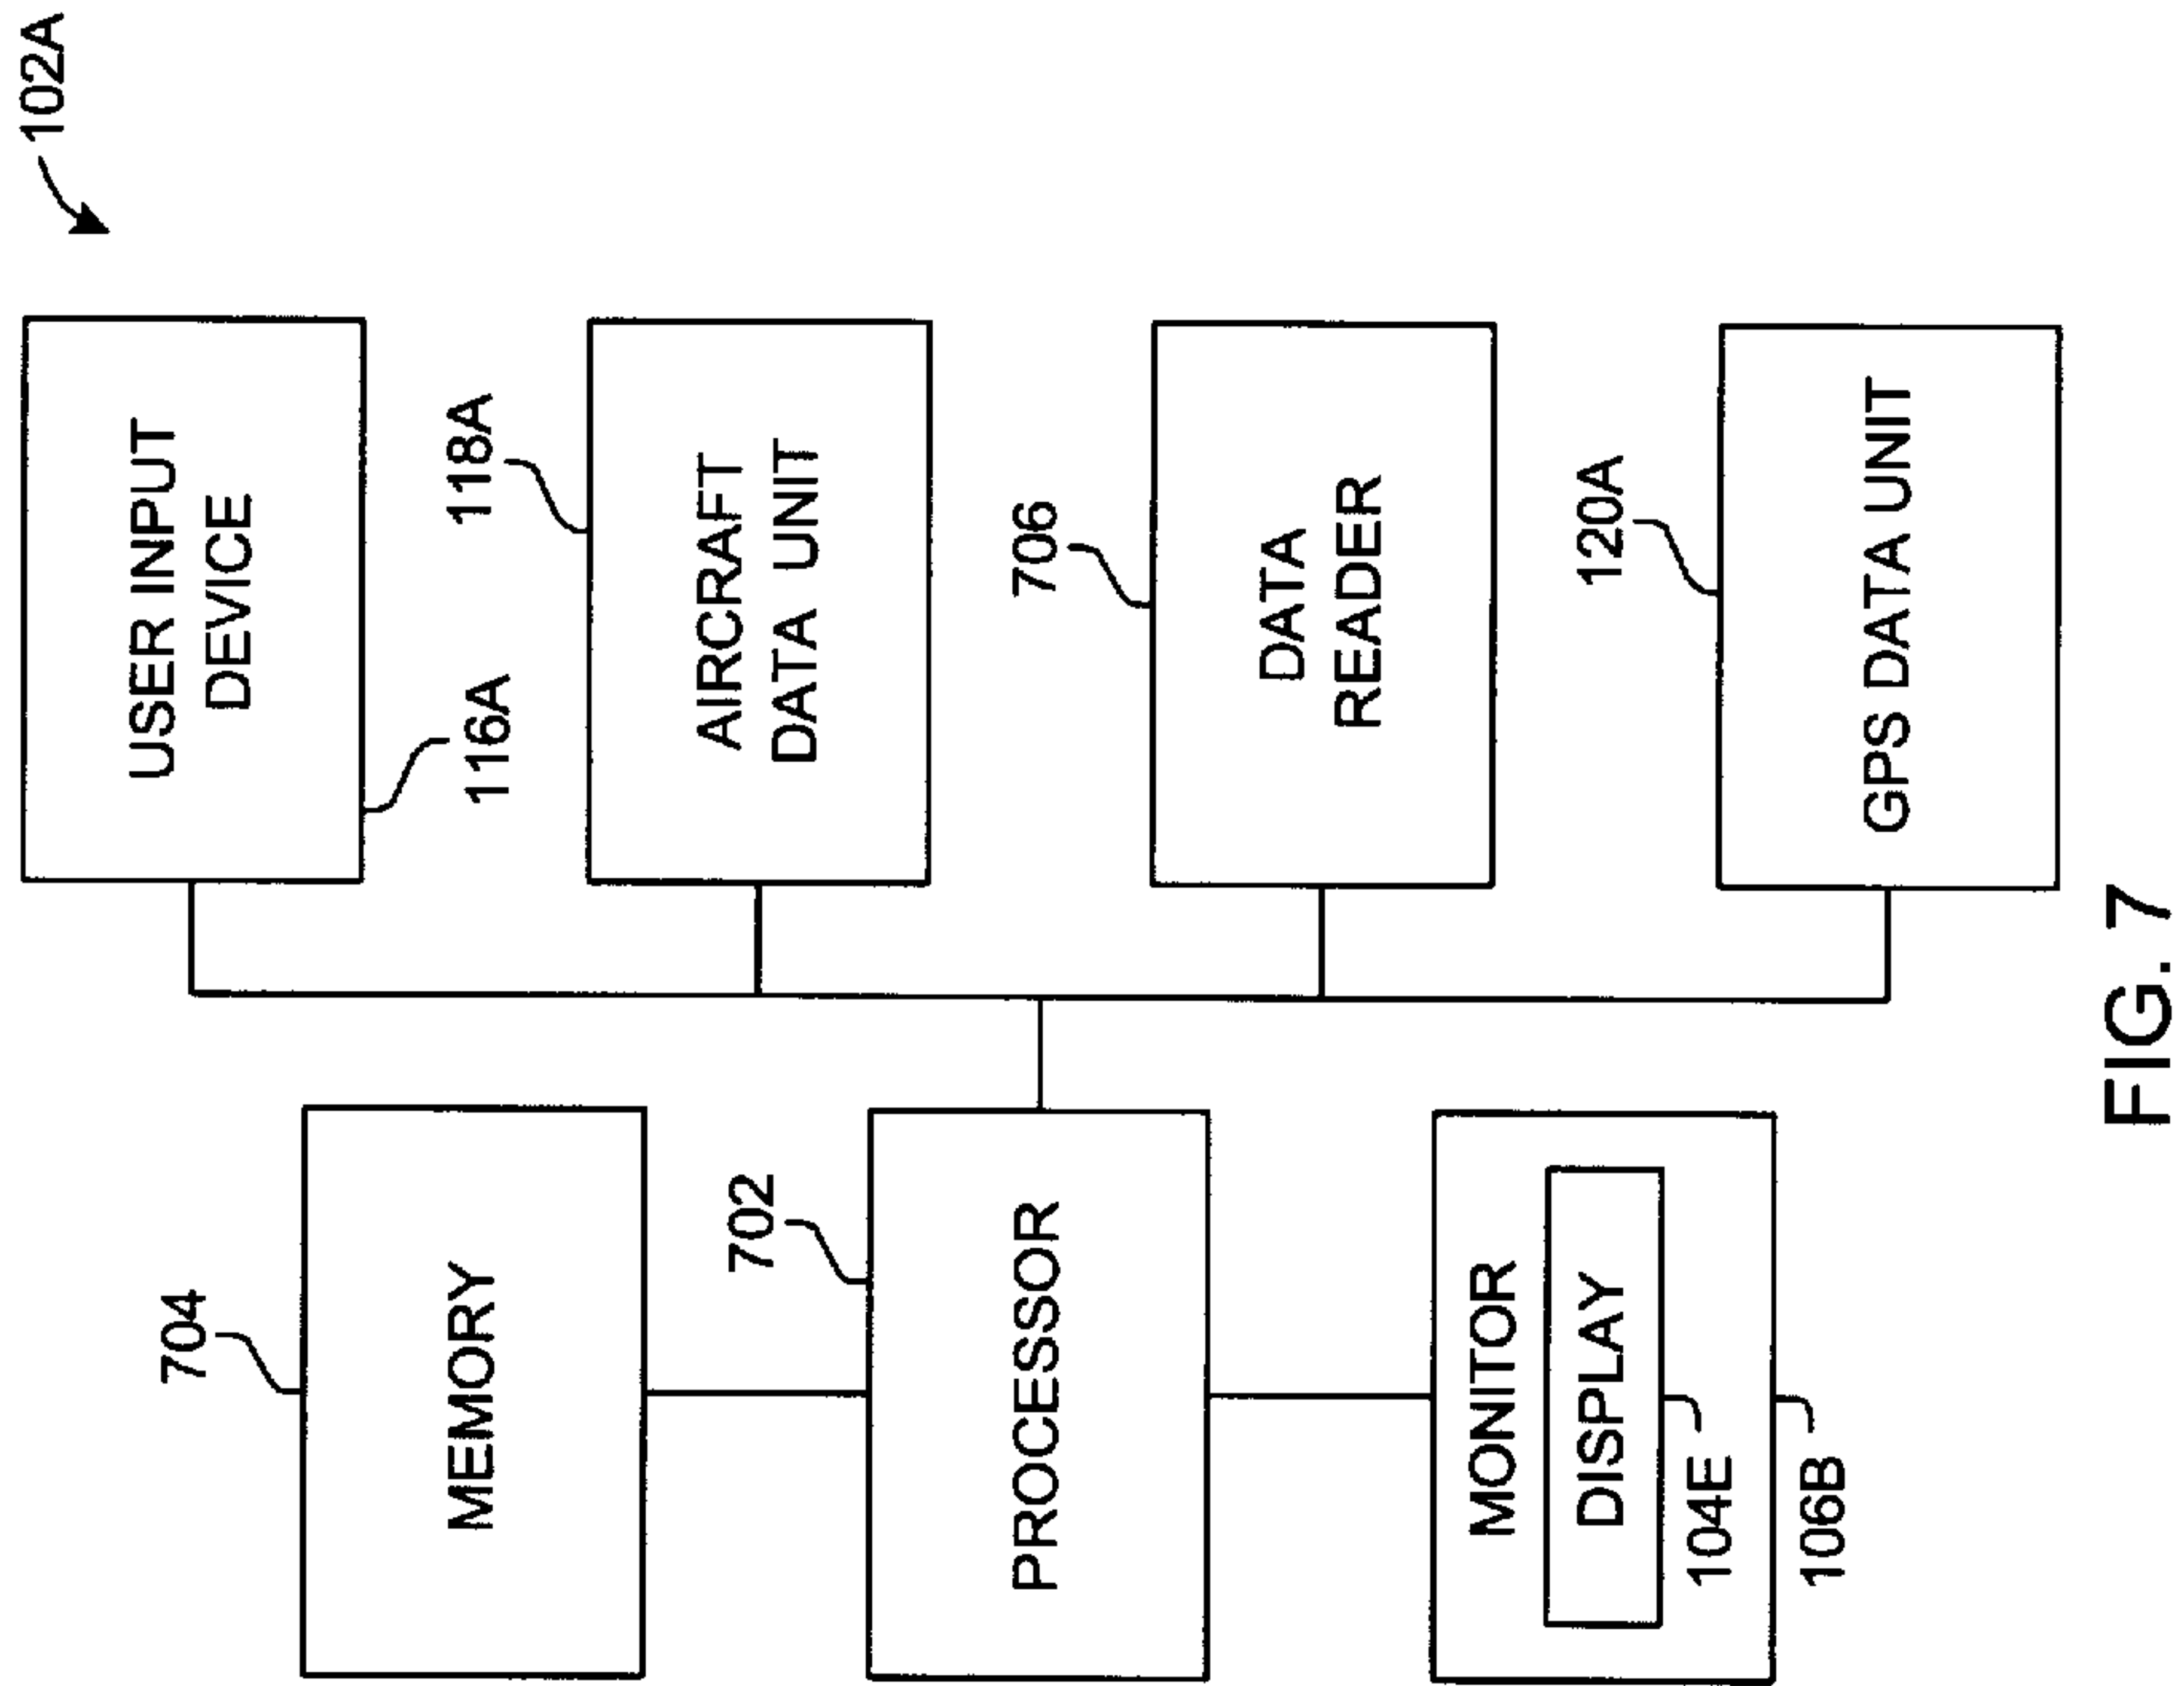 102A
USER INPUT
DEVICE
116A
118A
AIRCRAFT
DATA UNIT
706
DATA
READER
120A
GPS DATA UNIT
704
MEMORY
702
PROCESSOR
MONITOR
DISPLAY
104E
106B
FIG. 7